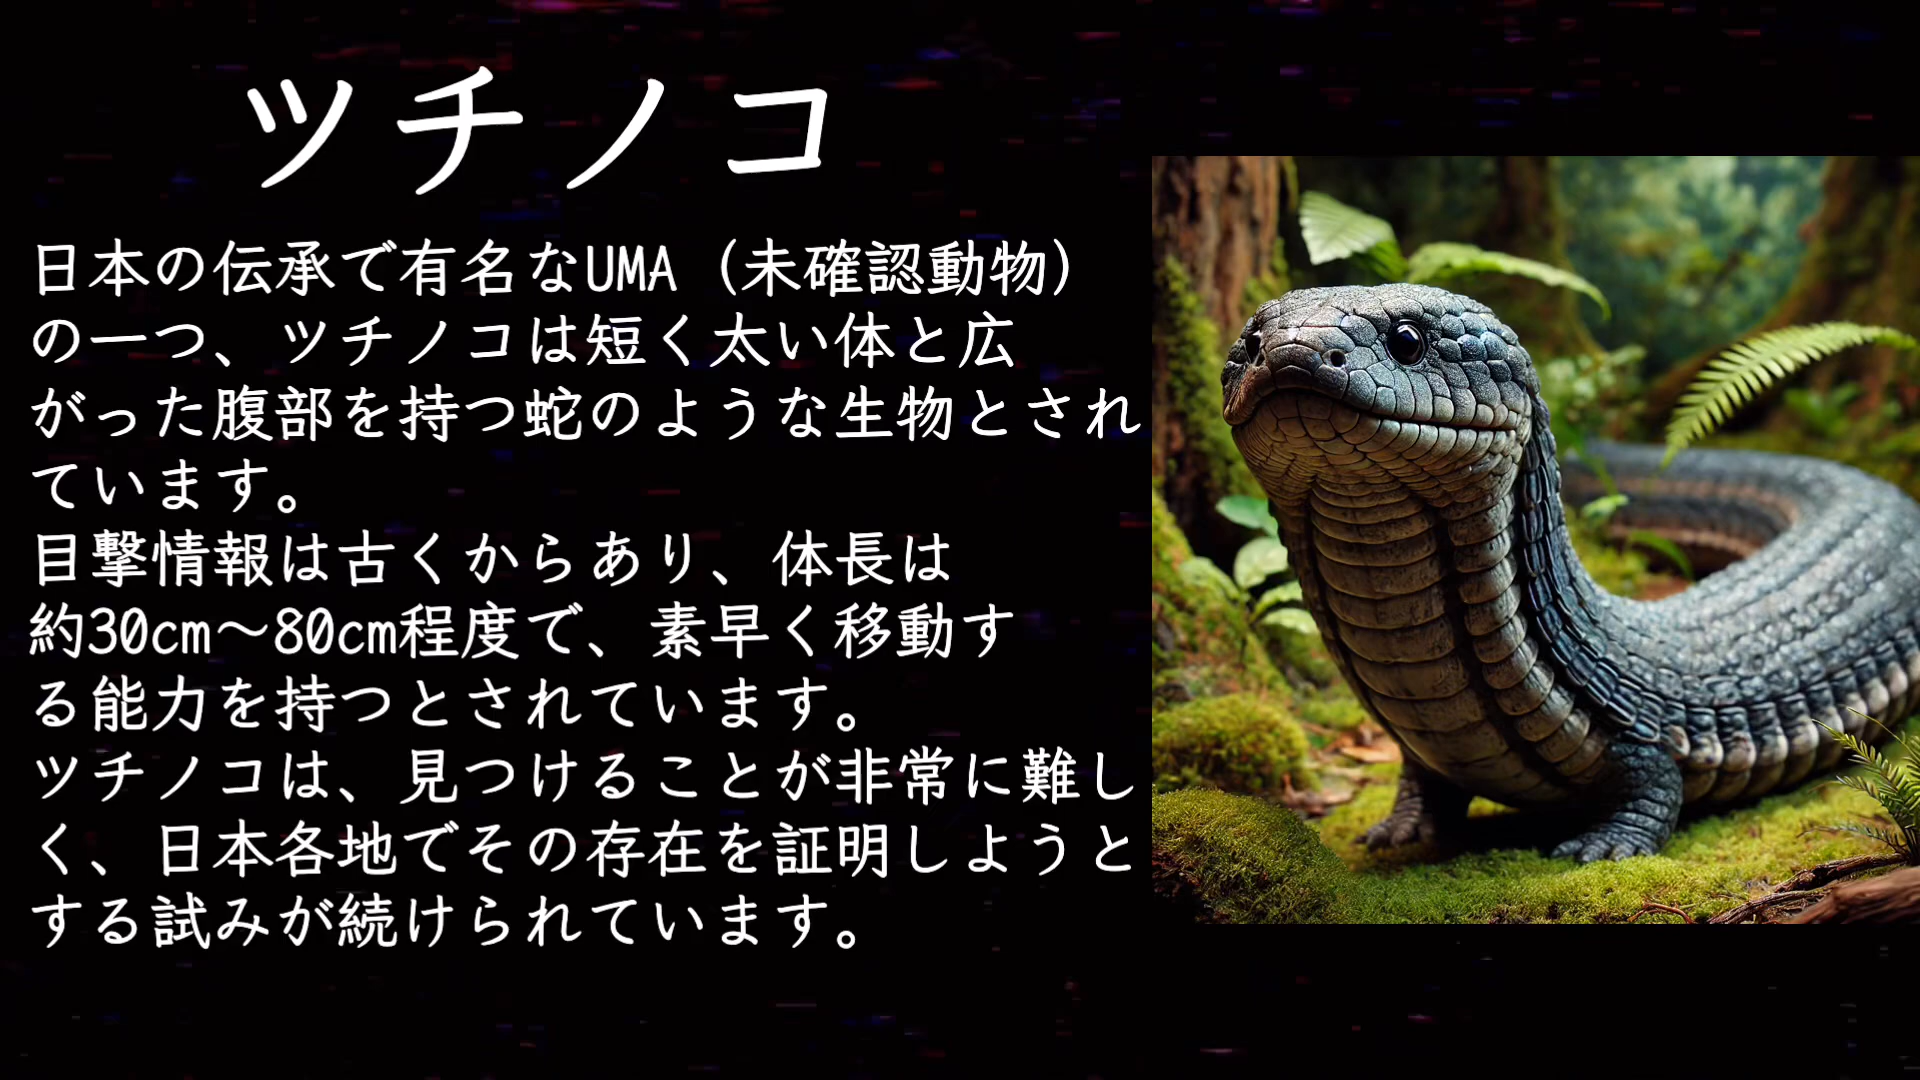 ツチノコ
日本の伝承で有名なUMA（未確認動物）
の一つ、ツチノコは短く太い体と広
がった腹部を持つ蛇のような生物とされ
ています。
目撃情報は古くからあり、体長は
約30cm～80cm程度で、素早く移動す
る能力を持つとされています。
ツチノコは、見つけることが非常に難し
く、日本各地でその存在を証明しようと
する試みが続けられています。